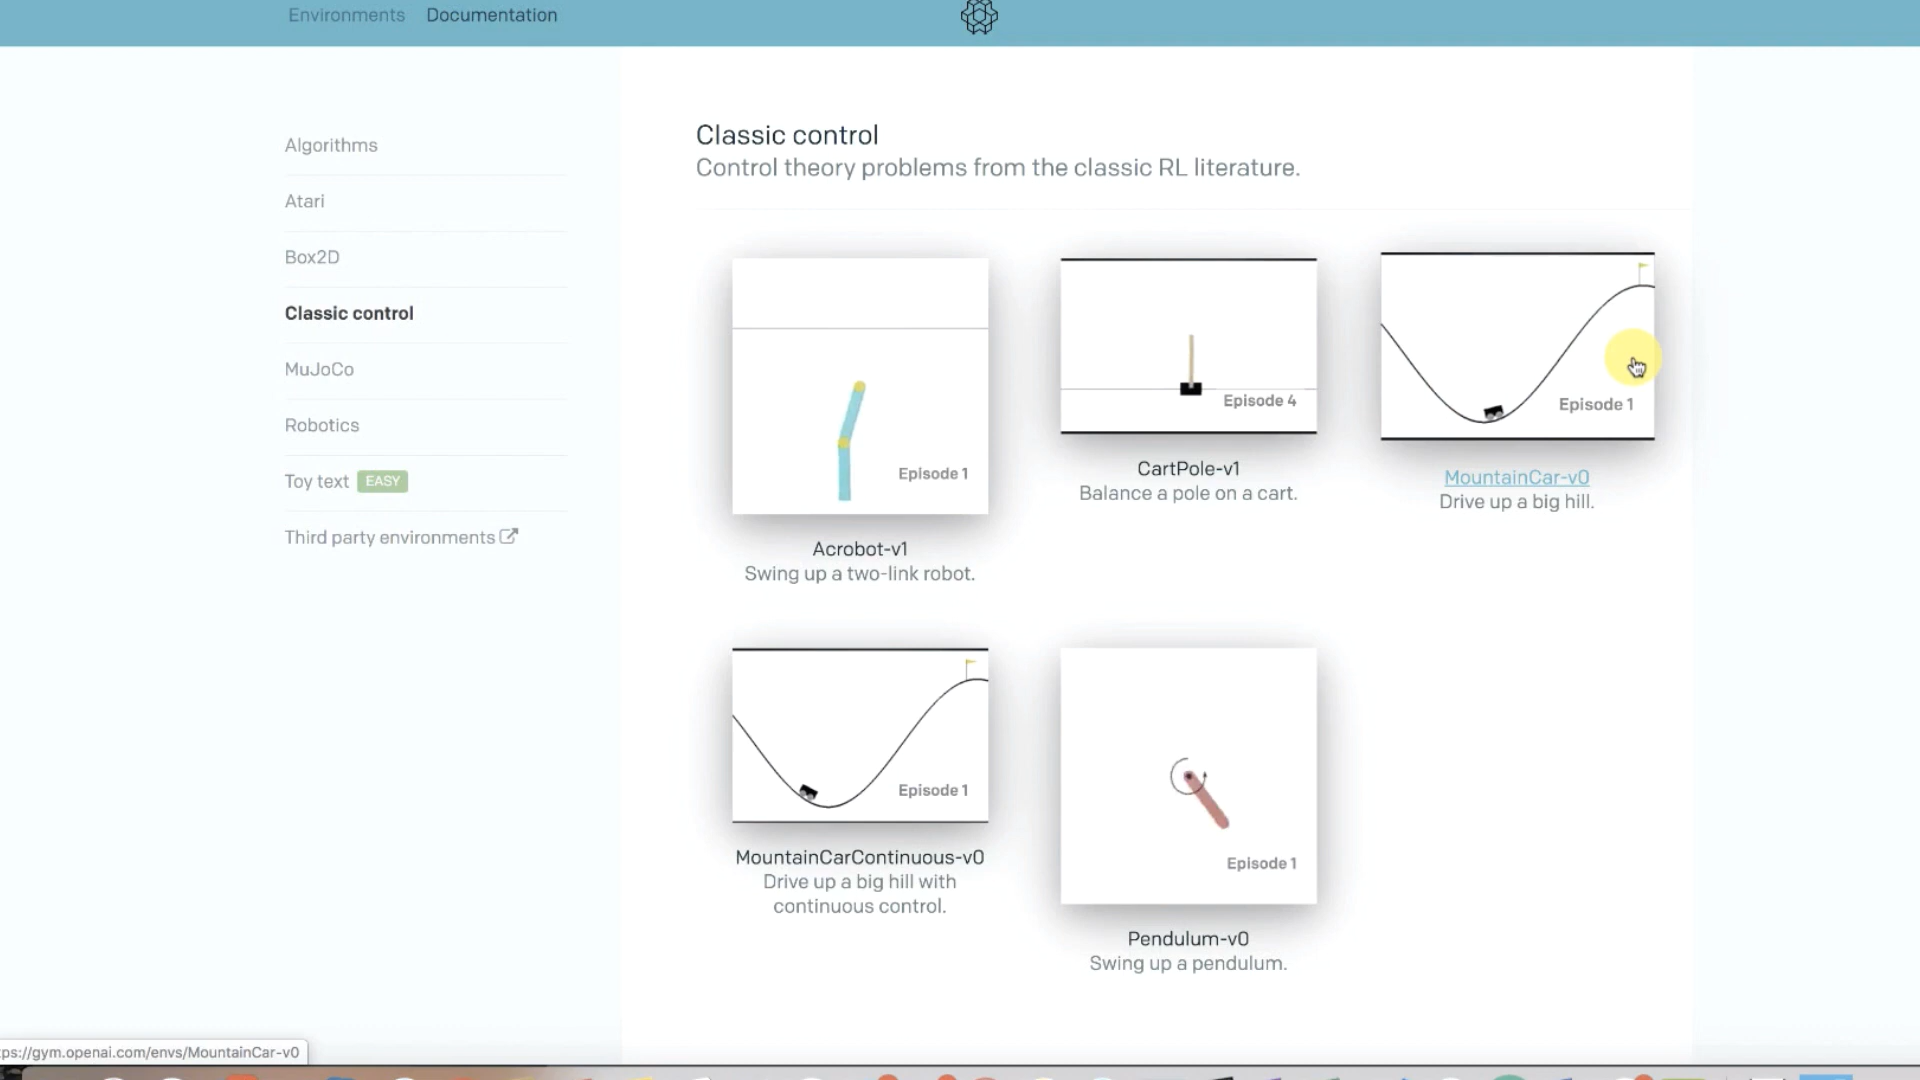 Environments Documentation
Algorithms
Atari
Box2D
Classic control
MuJoCo
Robotics
Toy text EASY
Third party environments
Classic control
Control theory problems from the classic RL literature.
Episode 1
Acrobot-v1
Swing up a two-link robot.
Episode 4
CartPole-v1
Balance a pole on a cart.
Episode 1
MountainCar-v0
Drive up a big hill.
Episode 1
MountainCarContinuous-v0
Drive up a big hill with
continuous control.
Episode 1
Pendulum-v0
Swing up a pendulum.
tps://gym.openai.com/envs/MountainCar-v0